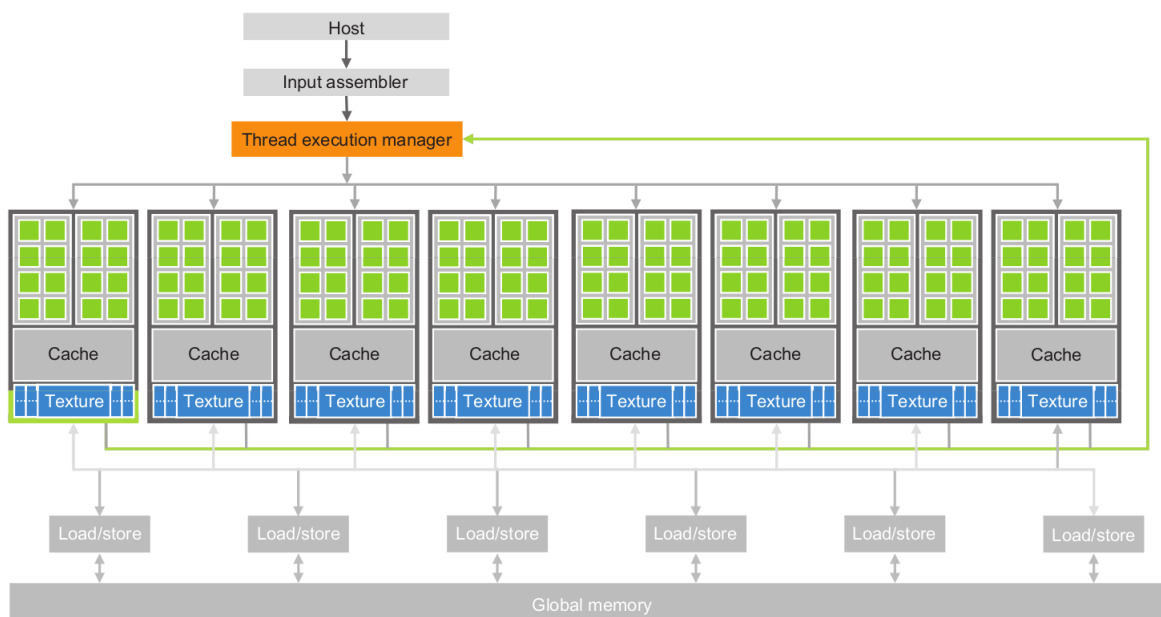 Host
Input assembler
Thread execution manager
Cache Cache Cache Cache Cache Cache Cache Cache
Texture Texture Texture Texture Texture Texture Texture Texture
Load/store Load/store Load/store Load/store Load/store Load/store
Global memory